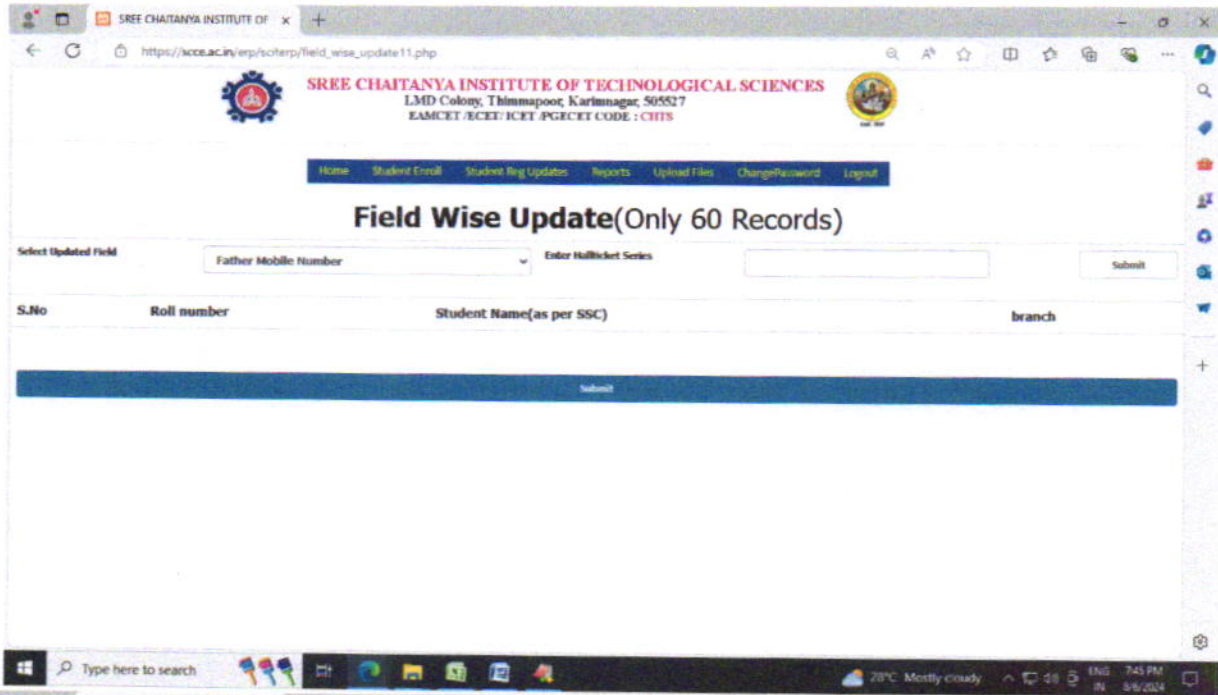 SREE CHAITANYA INSTITUTE OF
https://scce.ac.in/erp/sciterp/field_wise_update11.php
SREE CHAITANYA INSTITUTE OF TECHNOLOGICAL SCIENCES
LMD Colony, Thimmapoor, Karimnagar, 505527
EAMCET /ECET/ ICET /PGECET CODE : CHTS
Home Student Enroll Student Reg Updates Reports Upload Files ChangePassword Logout
Field Wise Update(Only 60 Records)
Select Updated Field Father Mobile Number Enter Hallticket Series Submit
S.No Roll number Student Name(as per SSC) branch
Submit
Type here to search 28°C Mostly cloudy ENG 7:45 PM
IN 8/6/2024